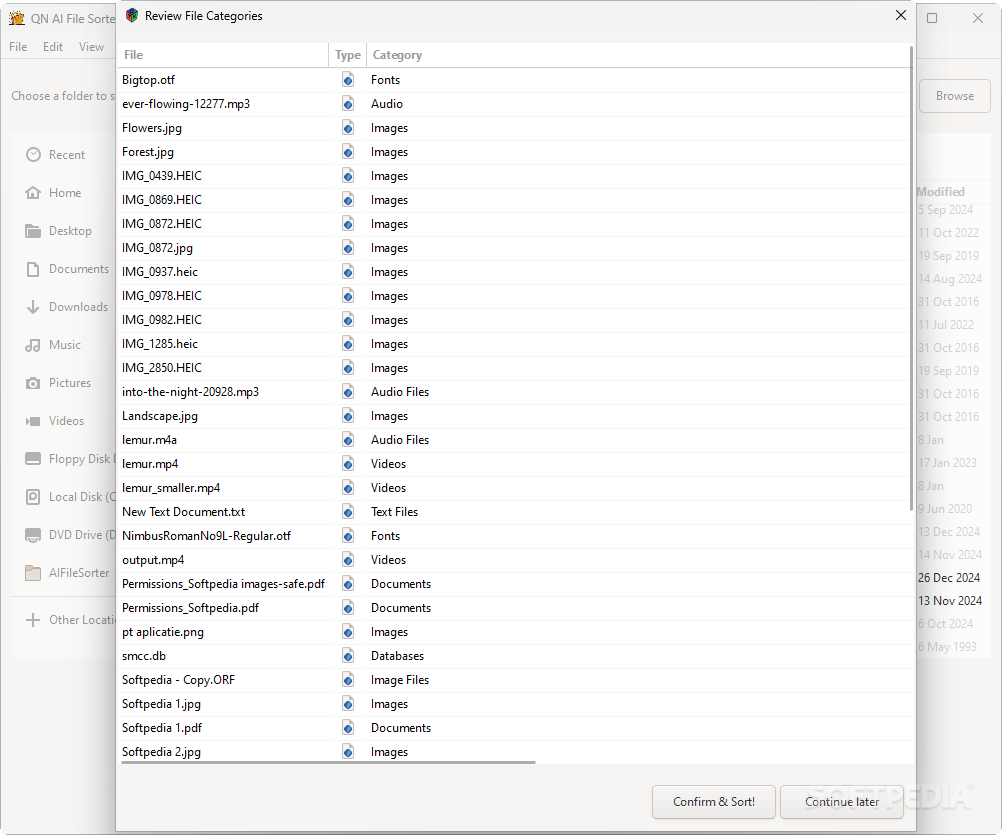 QN AI File Sorte
Review File Categories
File Edit View
File Type Category
Choose a folder to s
Browse
Bigtop.otf Fonts
ever-flowing-12277.mp3 Audio
Flowers.jpg Images
Forest.jpg Images
IMG_0439.HEIC Images
IMG_0869.HEIC Images
IMG_0872.HEIC Images
IMG_0872.jpg Images
IMG_0937.heic Images
IMG_0978.HEIC Images
IMG_0982.HEIC Images
IMG_1285.heic Images
IMG_2850.HEIC Images
into-the-night-20928.mp3 Audio Files
Landscape.jpg Images
lemur.m4a Audio Files
lemur.mp4 Videos
lemur_smaller.mp4 Videos
New Text Document.txt Text Files
NimbusRomanNo9L-Regular.otf Fonts
output.mp4 Videos
Permissions_Softpedia images-safe.pdf Documents
Permissions_Softpedia.pdf Documents
pt aplicatie.png Images
smcc.db Databases
Softpedia - Copy.ORF Image Files
Softpedia 1.jpg Images
Softpedia 1.pdf Documents
Softpedia 2.jpg Images
Recent
Home
Desktop
Documents
Downloads
Music
Pictures
Videos
Floppy Disk
Local Disk (C
DVD Drive (D
AIFileSorter
Other Locati
Modified
5 Sep 2024
11 Oct 2022
19 Sep 2019
14 Aug 2024
31 Oct 2016
11 Jul 2022
31 Oct 2016
19 Sep 2019
31 Oct 2016
31 Oct 2016
8 Jan
17 Jan 2023
8 Jan
9 Jun 2020
13 Dec 2024
14 Nov 2024
26 Dec 2024
13 Nov 2024
6 Oct 2024
6 May 1993
Confirm & Sort!
Continue later
SOFTPEDIA